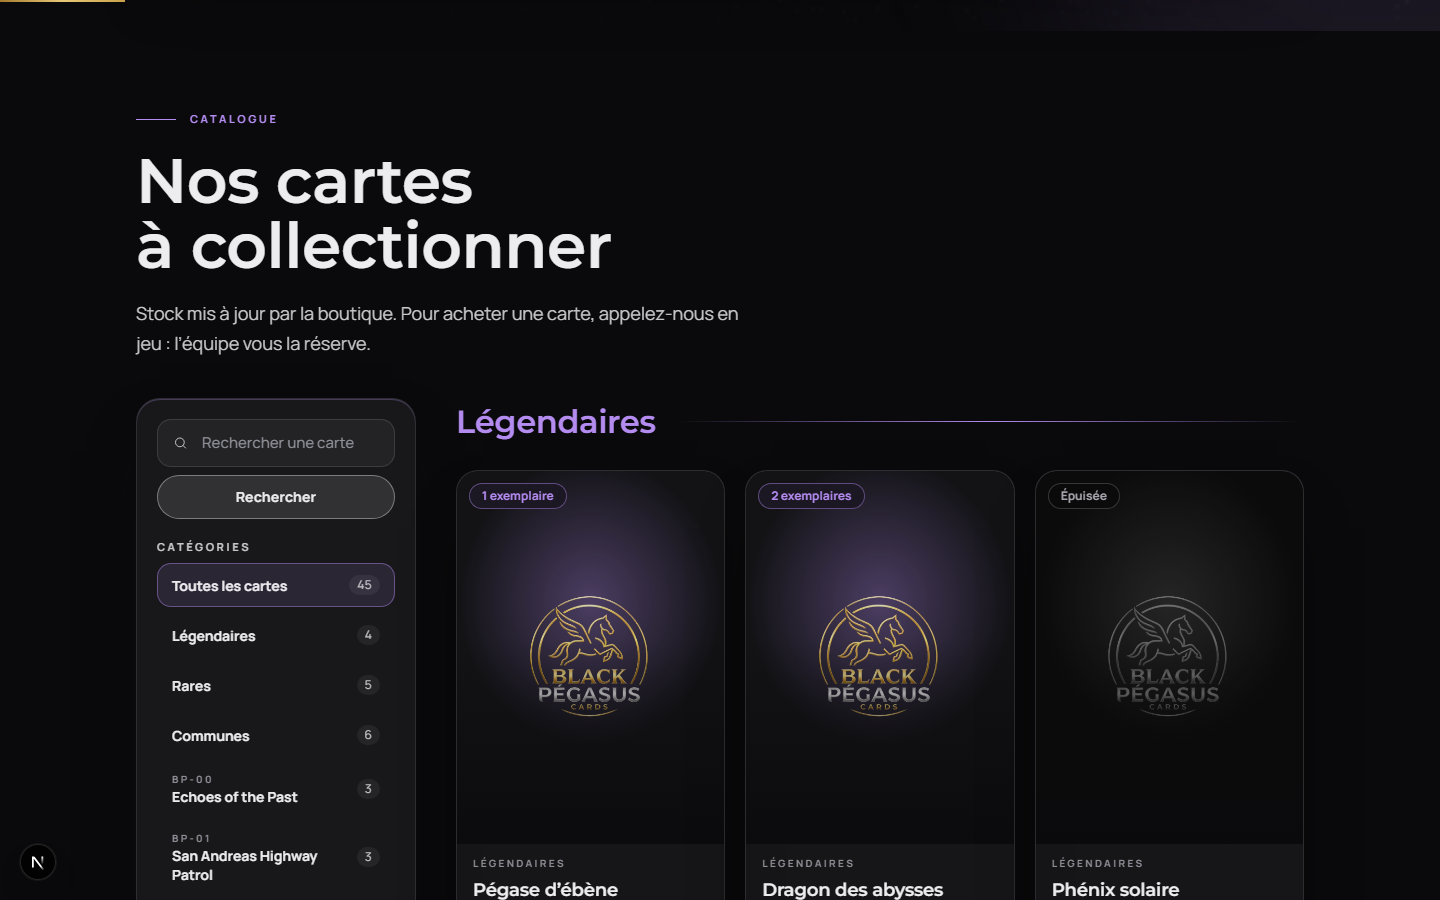 CATALOGUE
Nos cartes
à collectionner
Stock mis à jour par la boutique. Pour acheter une carte, appelez-nous en
jeu : l’équipe vous la réserve.
Rechercher une carte
Rechercher
CATÉGORIES
Toutes les cartes 45
Légendaires 4
Rares 5
Communes 6
BP-00
Echoes of the Past 3
BP-01
San Andreas Highway 3
Patrol
Légendaires
1 exemplaire
BLACK
PÉGASUS
CARDS
LÉGENDAIRES
Pégase d’ébène
2 exemplaires
BLACK
PÉGASUS
CARDS
LÉGENDAIRES
Dragon des abysses
Épuisée
BLACK
PÉGASUS
CARDS
LÉGENDAIRES
Phénix solaire
N